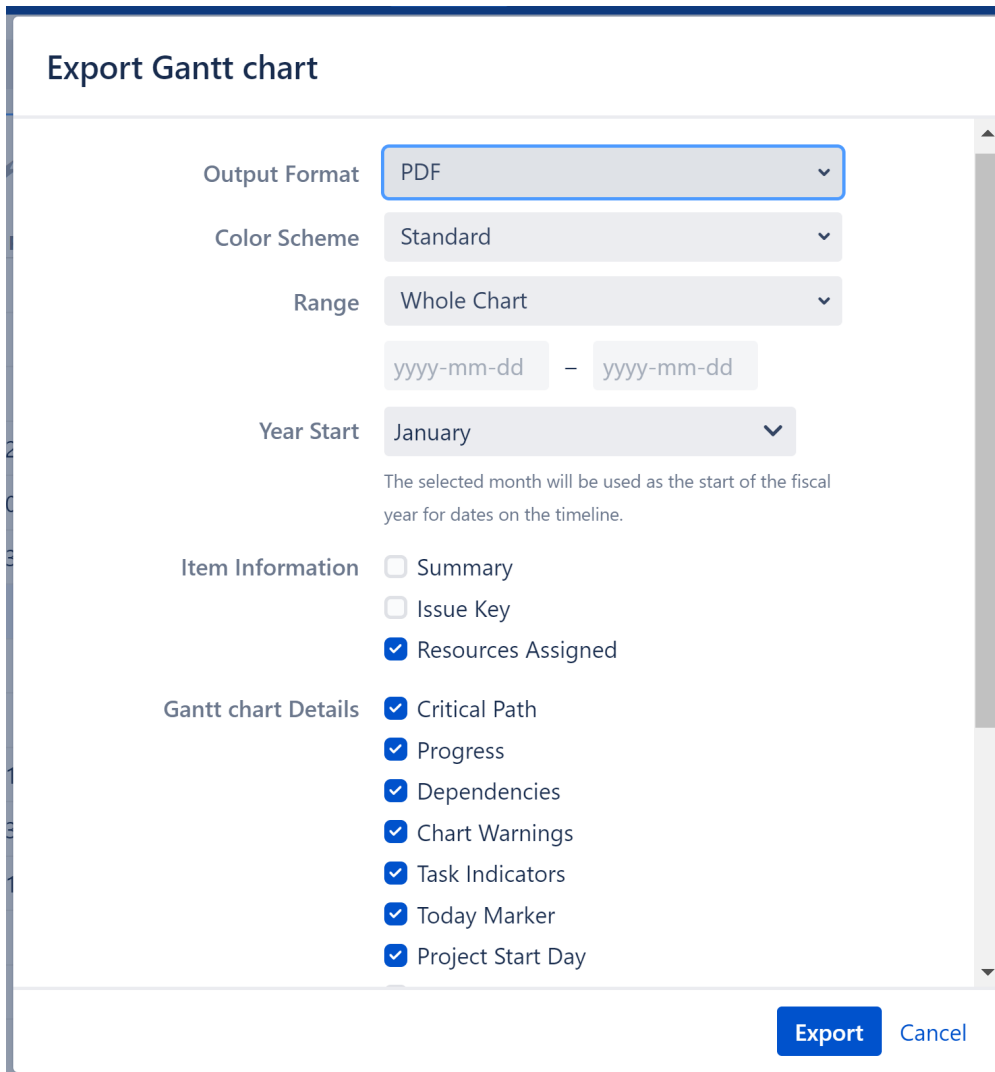 Export Gantt chart
Output Format PDF
Color Scheme Standard
Range Whole Chart
yyyy-mm-dd – yyyy-mm-dd
Year Start January
The selected month will be used as the start of the fiscal
year for dates on the timeline.
Item Information Summary
Issue Key
Resources Assigned
Gantt chart Details Critical Path
Progress
Dependencies
Chart Warnings
Task Indicators
Today Marker
Project Start Day
Export Cancel